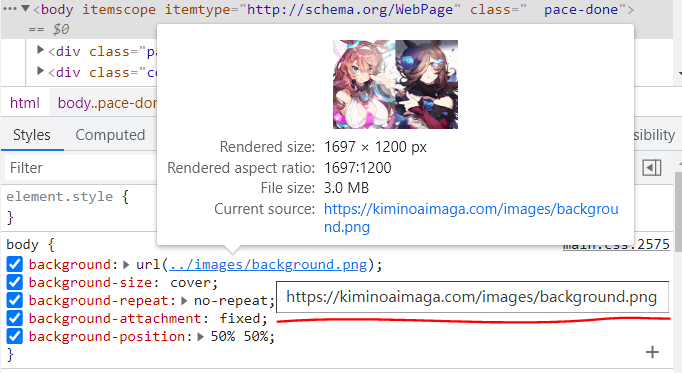 <body itemscope itemtype="http://schema.org/WebPage" class="   pace-done">
== $0
<div class="pa
<div class="co
html
body..pace-don
Styles
Computed
sibility
Filter
Rendered size: 1697 × 1200 px
Rendered aspect ratio: 1697:1200
File size: 3.0 MB
Current source: https://kiminoaimaga.com/images/backgrou
nd.png
element.style {
}
body {
main.css:2575
background: url(../images/background.png);
background-size: cover;
background-repeat: no-repeat;
https://kiminoaimaga.com/images/background.png
background-attachment: fixed;
background-position: 50% 50%;
}